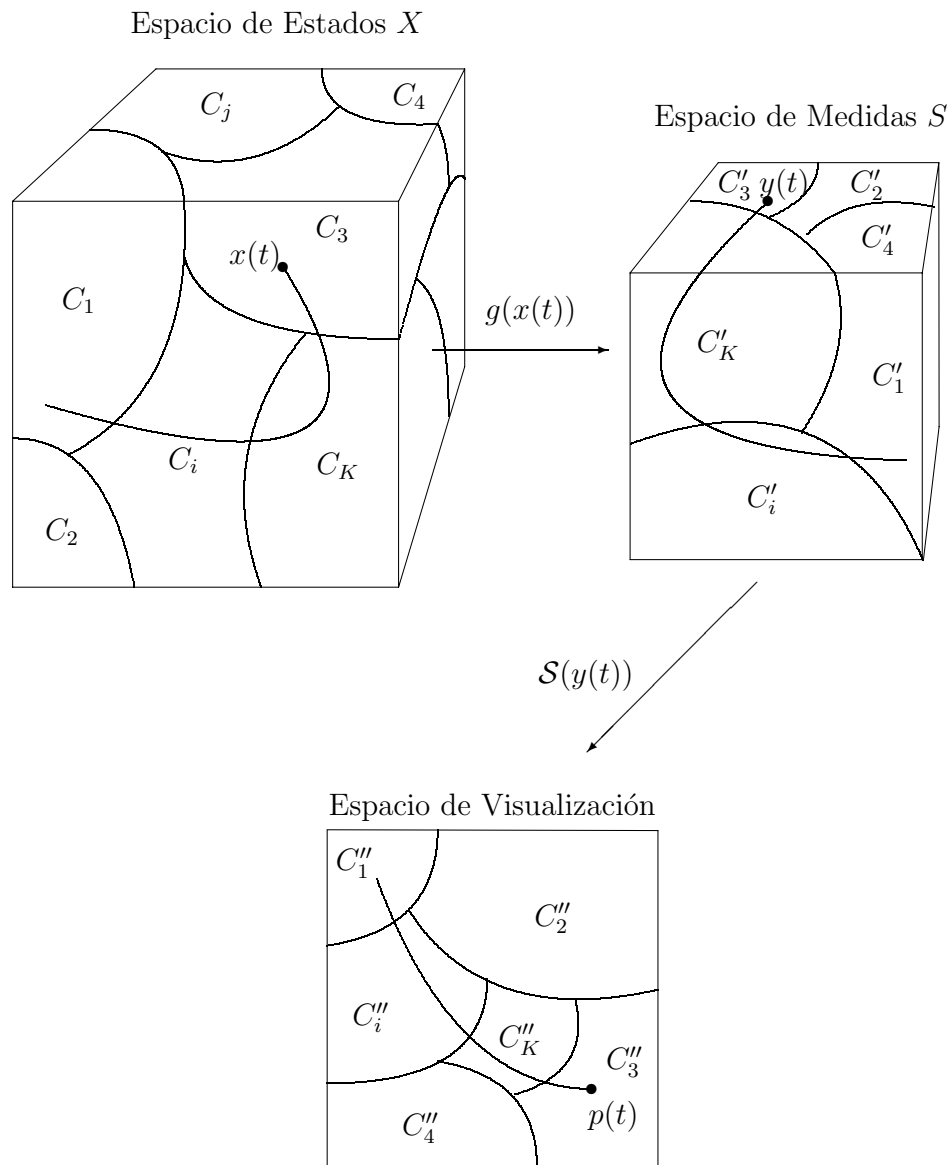 Espacio de Estados X
C_j
C_4
C_3
x(t)
C_1
C_i
C_K
C_2
g(x(t))
Espacio de Medidas S
C'_3 y(t)
C'_2
C'_4
C'_K
C'_1
C'_i
𝒮(y(t))
Espacio de Visualización
C''_1
C''_2
C''_i
C''_K
C''_3
p(t)
C''_4